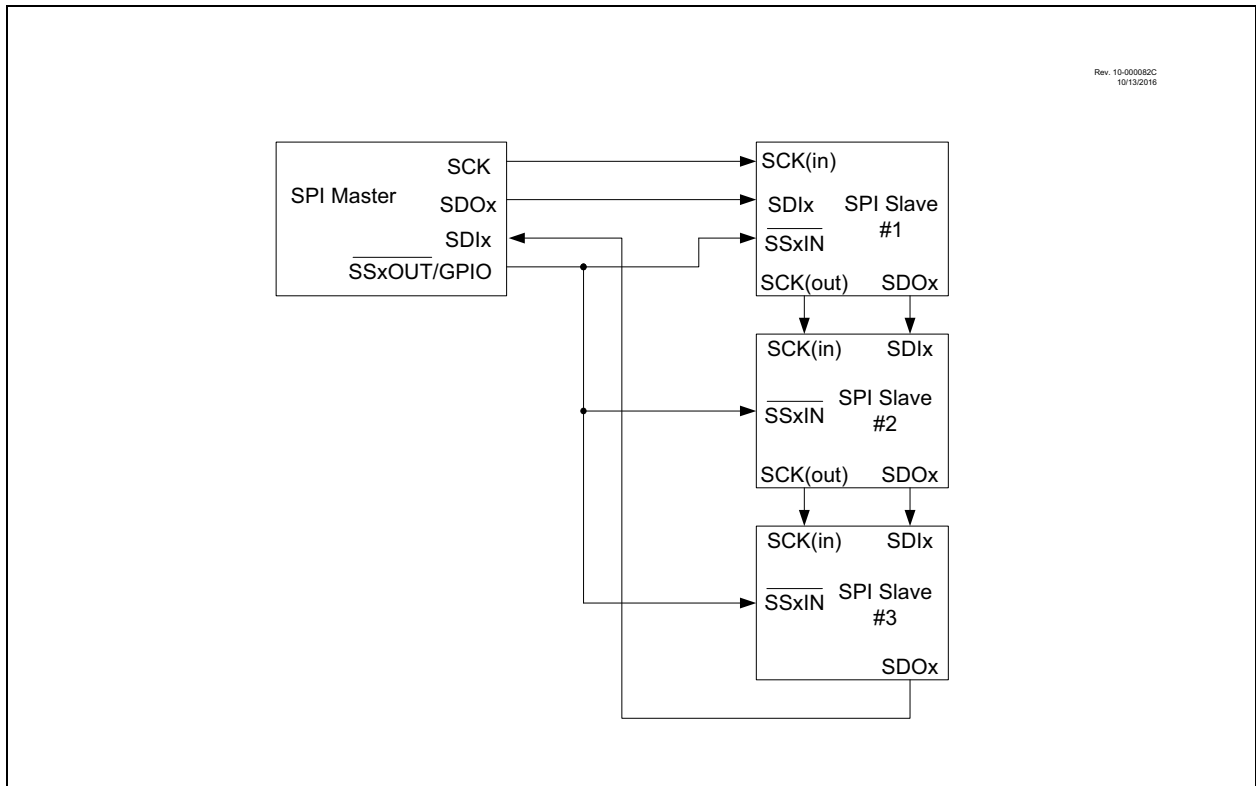 Rev. 10-000082C
10/13/2016
SPI Master
SCK
SDOx
SDIx
SSxOUT/GPIO
SCK(in)
SDIx
SPI Slave
#1
SSxIN
SCK(out)
SDOx
SCK(in)
SDIx
SPI Slave
#2
SSxIN
SCK(out)
SDOx
SCK(in)
SDIx
SPI Slave
#3
SSxIN
SDOx